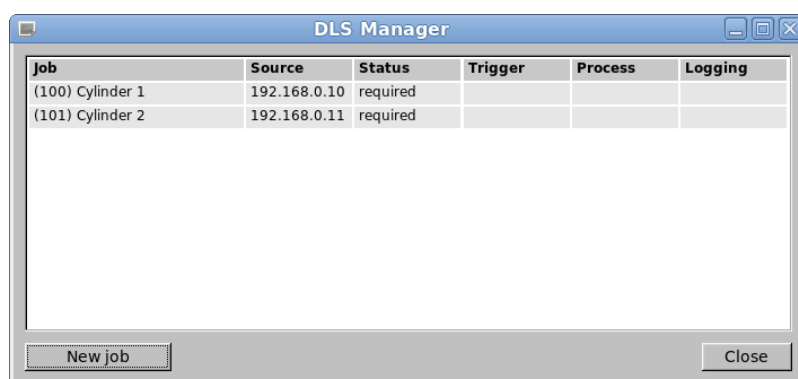 DLS Manager
Job Source Status Trigger Process Logging
(100) Cylinder 1 192.168.0.10 required
(101) Cylinder 2 192.168.0.11 required
New job Close